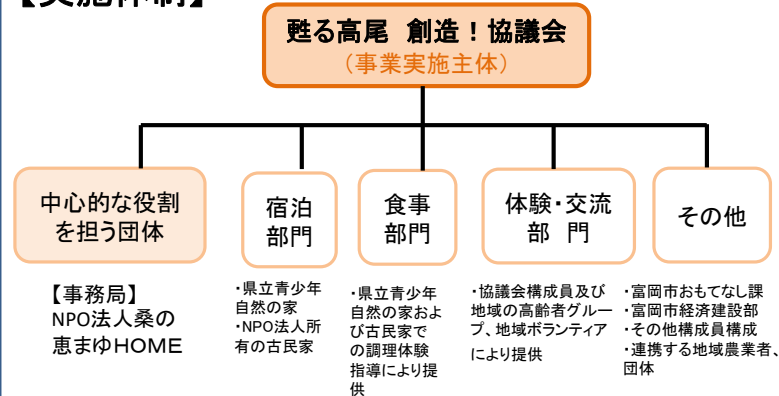 【実施体制】
甦る高尾 創造！協議会
（事業実施主体）
中心的な役割
を担う団体
宿泊
部門
食事
部門
体験・交流
部 門
その他
【事務局】
NPO法人桑の
恵まゆHOME
・県立青少年
自然の家
・NPO法人所
有の古民家
・県立青少年
自然の家およ
び古民家で
の調理体験
指導により提
供
・協議会構成員及び
地域の高齢者グルー
プ、地域ボランティア
により提供
・富岡市おもてなし課
・富岡市経済建設部
・その他構成員構成
・連携する地域農業者、
団体